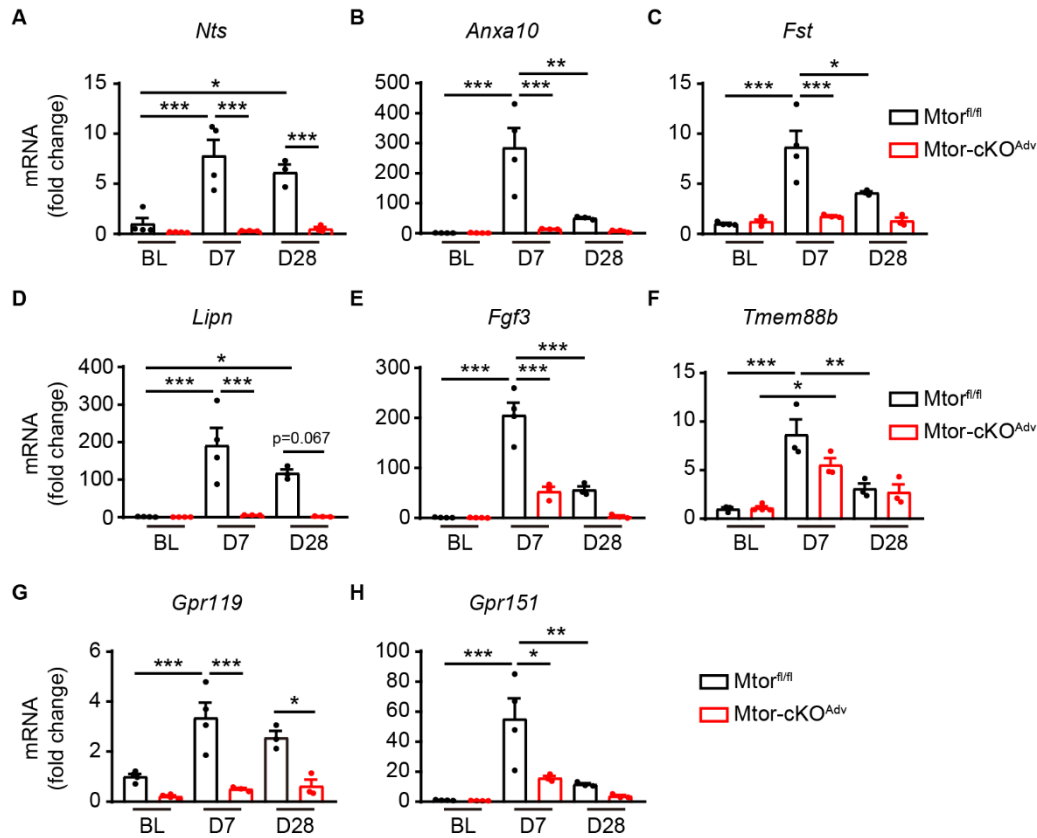 A
Nts
mRNA
(fold change)
15
10
5
0
*
***
***
***
BL
D7
D28
B
Anxa10
500
400
300
200
100
50
0
***
**
***
BL
D7
D28
C
Fst
15
10
5
0
***
*
***
BL
D7
D28
Mtorfl/fl
Mtor-cKOAdv
D
Lipn
mRNA
(fold change)
400
300
200
100
0
*
***
***
p=0.067
BL
D7
D28
E
Fgf3
300
200
100
0
***
***
***
BL
D7
D28
F
Tmem88b
15
10
5
0
***
**
*
BL
D7
D28
Mtorfl/fl
Mtor-cKOAdv
G
Gpr119
mRNA
(fold change)
6
4
2
0
***
***
*
BL
D7
D28
H
Gpr151
100
80
60
40
20
10
0
***
**
*
BL
D7
D28
Mtorfl/fl
Mtor-cKOAdv